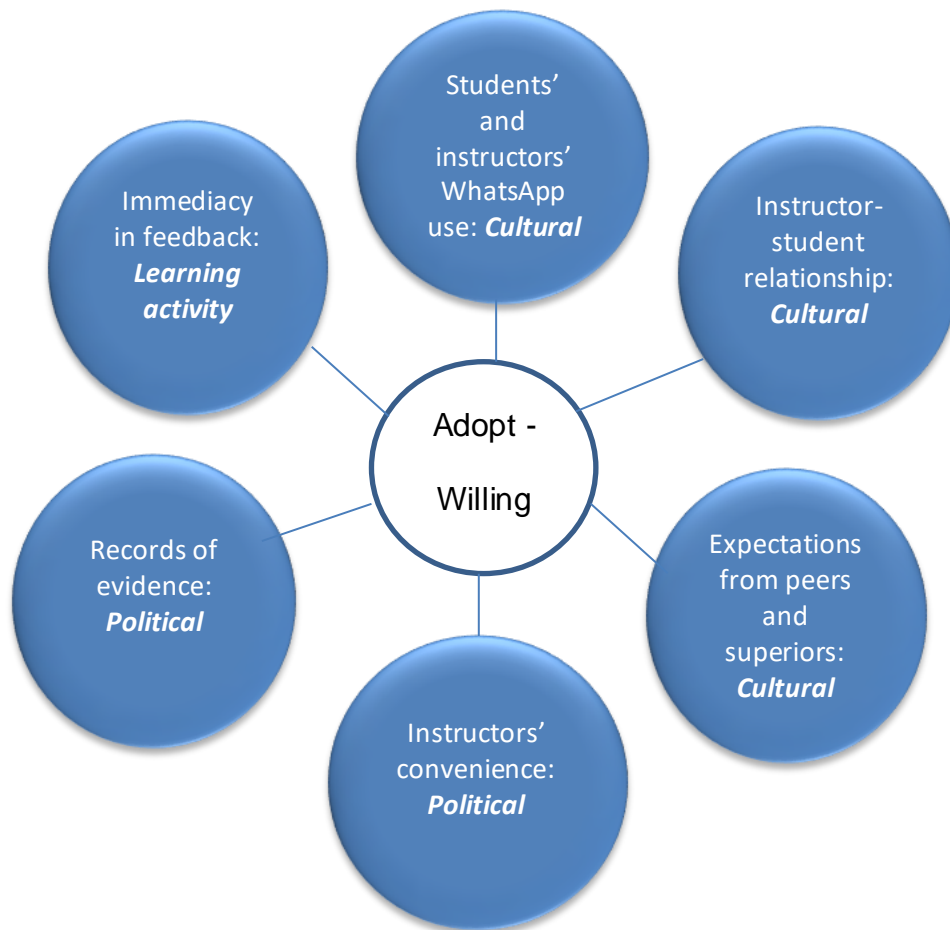 Students’
and
instructors’
WhatsApp
use: Cultural
Immediacy
in feedback:
Learning
activity
Instructor-
student
relationship:
Cultural
Adopt -
Willing
Records of
evidence:
Political
Expectations
from peers
and
superiors:
Cultural
Instructors’
convenience:
Political